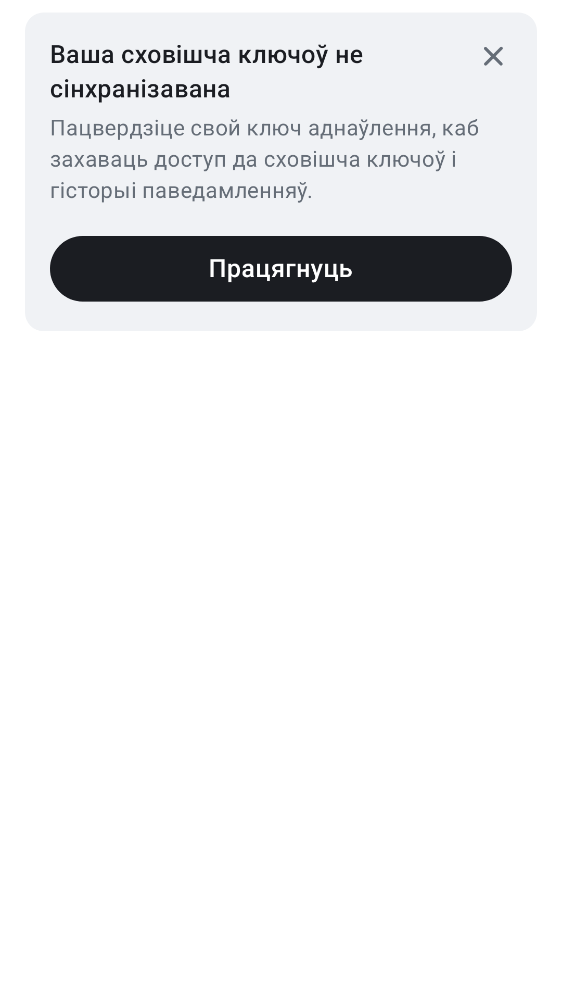 Ваша сховішча ключоў не
сінхранізавана
Пацвердзіце свой ключ аднаўлення, каб
захаваць доступ да сховішча ключоў і
гісторыі паведамленняў.
Працягнуць